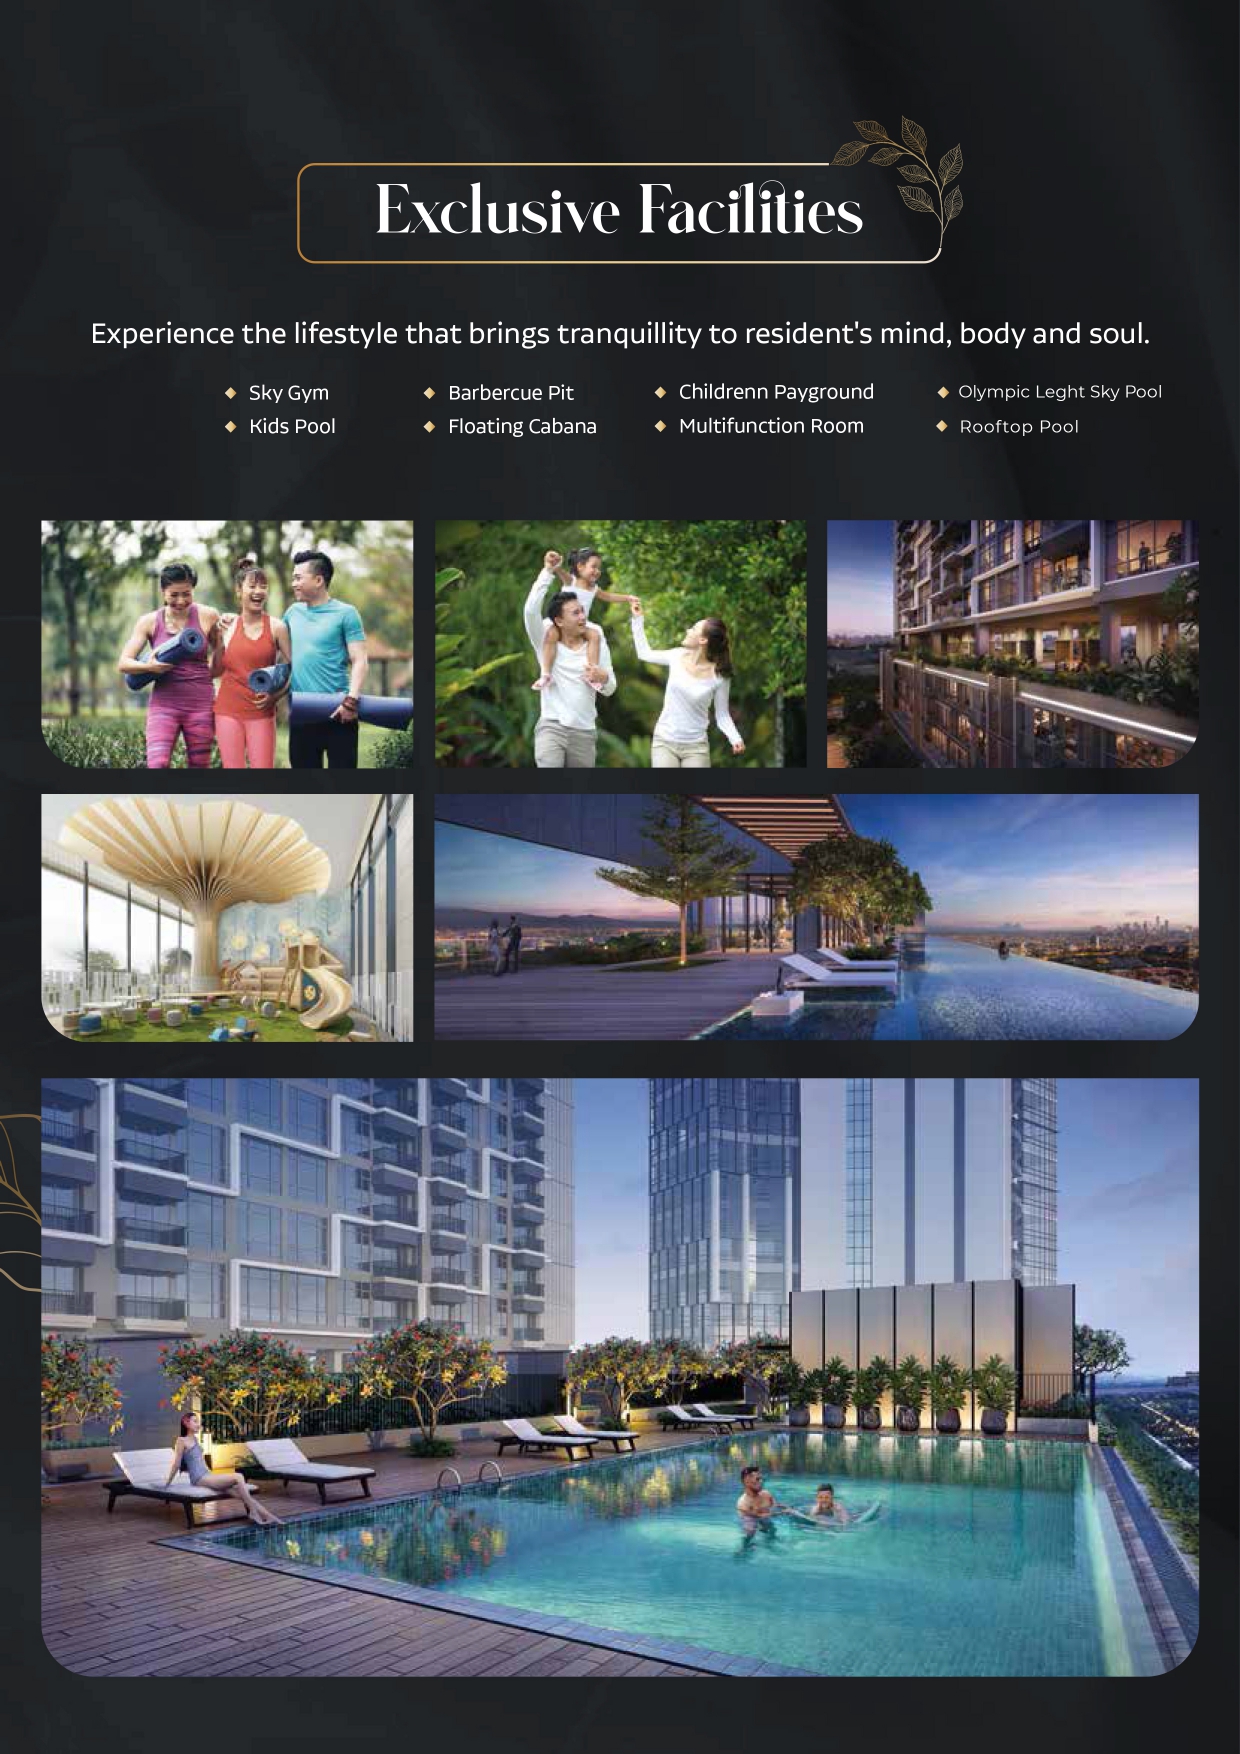 Exclusive Facilities
Experience the lifestyle that brings tranquillity to resident's mind, body and soul.
Sky Gym
Barbercue Pit
Childrenn Payground
Olympic Leght Sky Pool
Kids Pool
Floating Cabana
Multifunction Room
Rooftop Pool